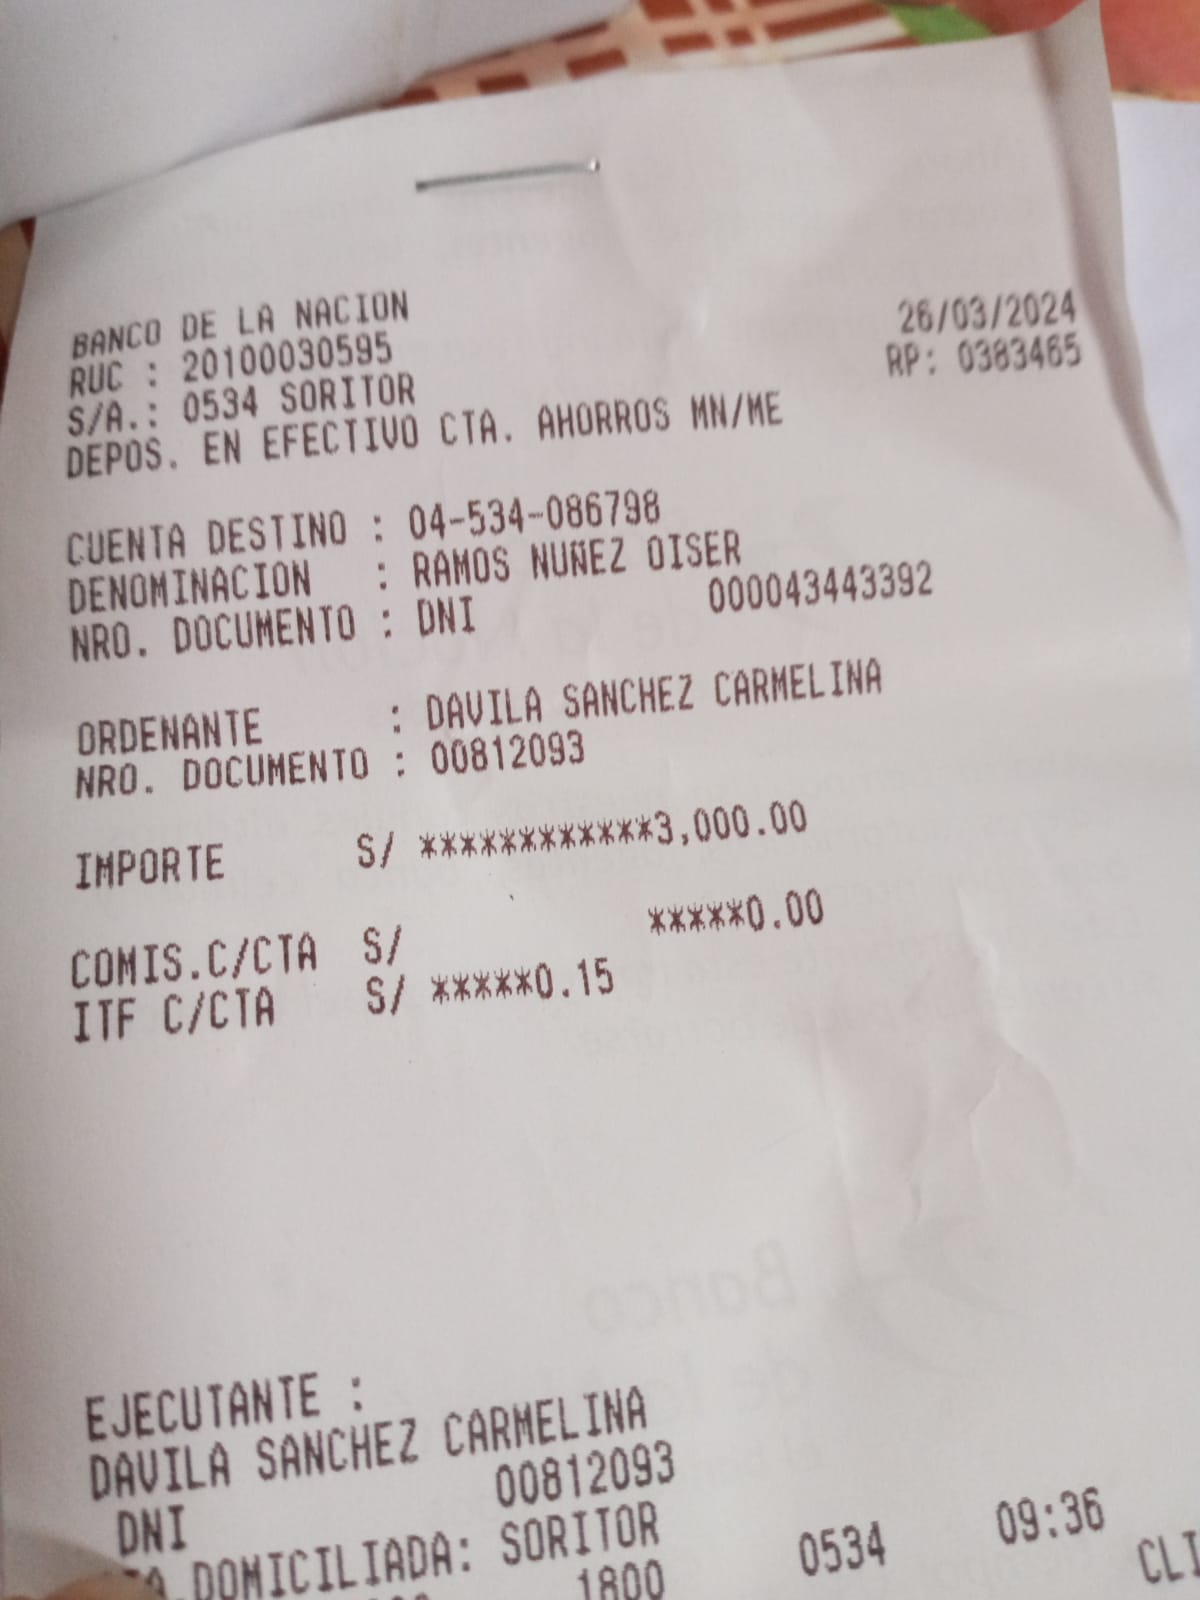 BANCO DE LA NACION 26/03/2024
RUC : 20100030595 RP: 0383465
S/A.: 0534 SORITOR
DEPOS. EN EFECTIVO CTA. AHORROS MN/ME
CUENTA DESTINO : 04-534-086798
DENOMINACION : RAMOS NUÑEZ OISER
NRO. DOCUMENTO : DNI 000043443392
ORDENANTE : DAVILA SANCHEZ CARMELINA
NRO. DOCUMENTO : 00812093
IMPORTE S/ ************3,000.00
COMIS.C/CTA S/ *****0.00
ITF C/CTA S/ *****0.15
EJECUTANTE :
DAVILA SANCHEZ CARMELINA
DNI 00812093
DOMICILIADA: SORITOR
1800 0534 09:36 CLI